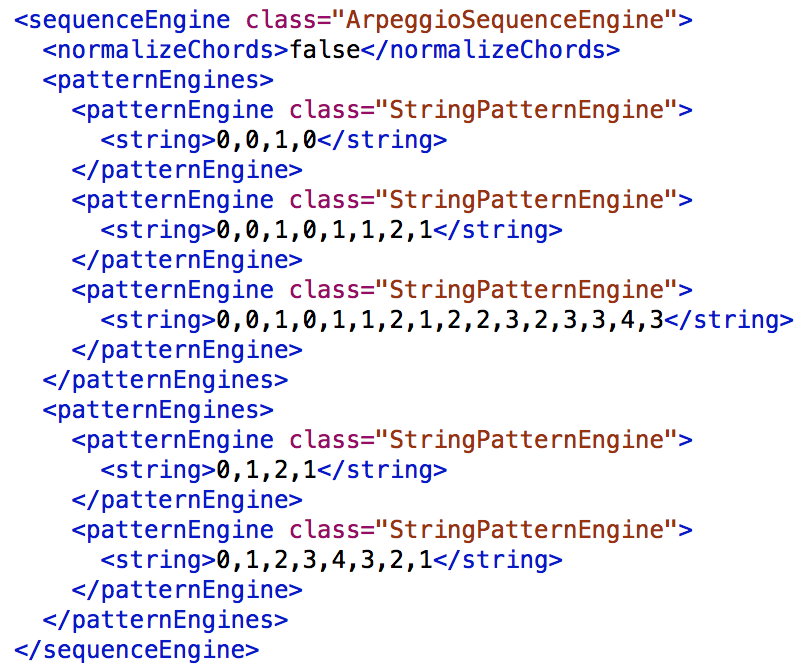 <sequenceEngine class="ArpeggioSequenceEngine">
  <normalizeChords>false</normalizeChords>
  <patternEngines>
    <patternEngine class="StringPatternEngine">
      <string>0,0,1,0</string>
    </patternEngine>
    <patternEngine class="StringPatternEngine">
      <string>0,0,1,0,1,1,2,1</string>
    </patternEngine>
    <patternEngine class="StringPatternEngine">
      <string>0,0,1,0,1,1,2,1,2,2,3,2,3,3,4,3</string>
    </patternEngine>
  </patternEngines>
  <patternEngines>
    <patternEngine class="StringPatternEngine">
      <string>0,1,2,1</string>
    </patternEngine>
    <patternEngine class="StringPatternEngine">
      <string>0,1,2,3,4,3,2,1</string>
    </patternEngine>
  </patternEngines>
</sequenceEngine>